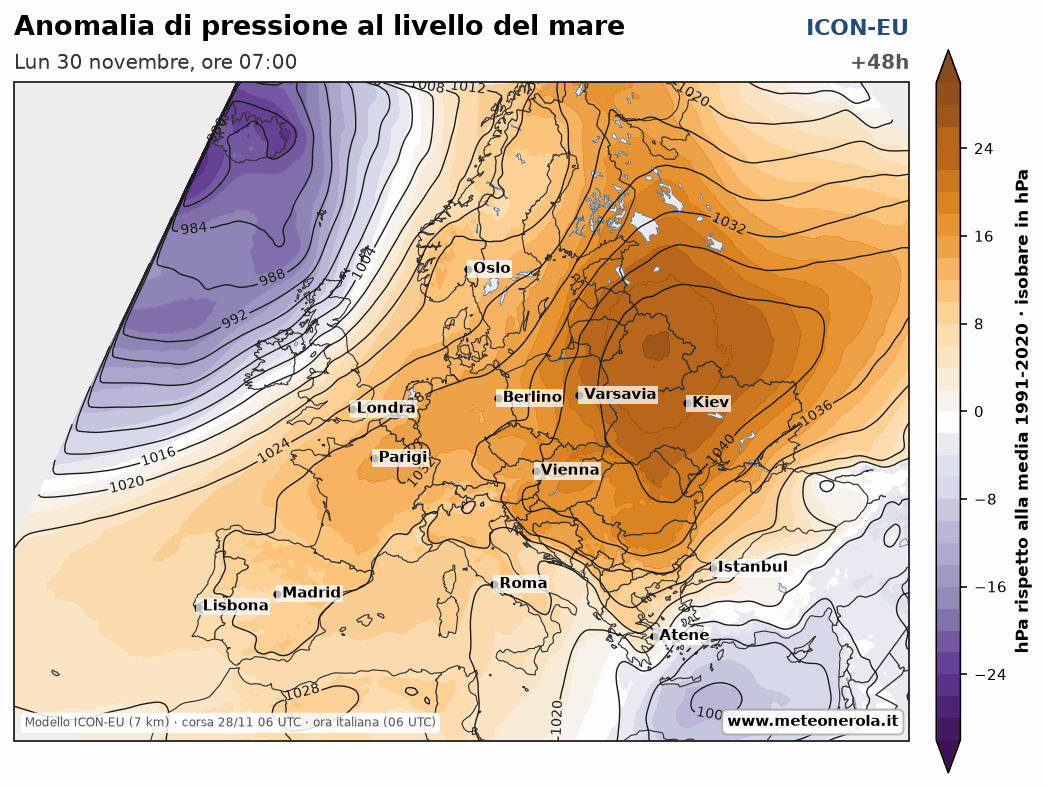 Anomalia di pressione al livello del mare
ICON-EU
Lun 30 novembre, ore 07:00
+48h
1008
1012
1020
984
1032
988
1004
992
Oslo
Londra
Berlino
Varsavia
Kiev
1036
1024
1016
Parigi
Vienna
1040
1020
Istanbul
Madrid
Roma
Lisbona
Atene
1028
1020
Modello ICON-EU (7 km) · corsa 28/11 06 UTC · ora italiana (06 UTC)
www.meteonerola.it
24
16
8
0
−8
−16
−24
hPa rispetto alla media 1991-2020 · isobare in hPa